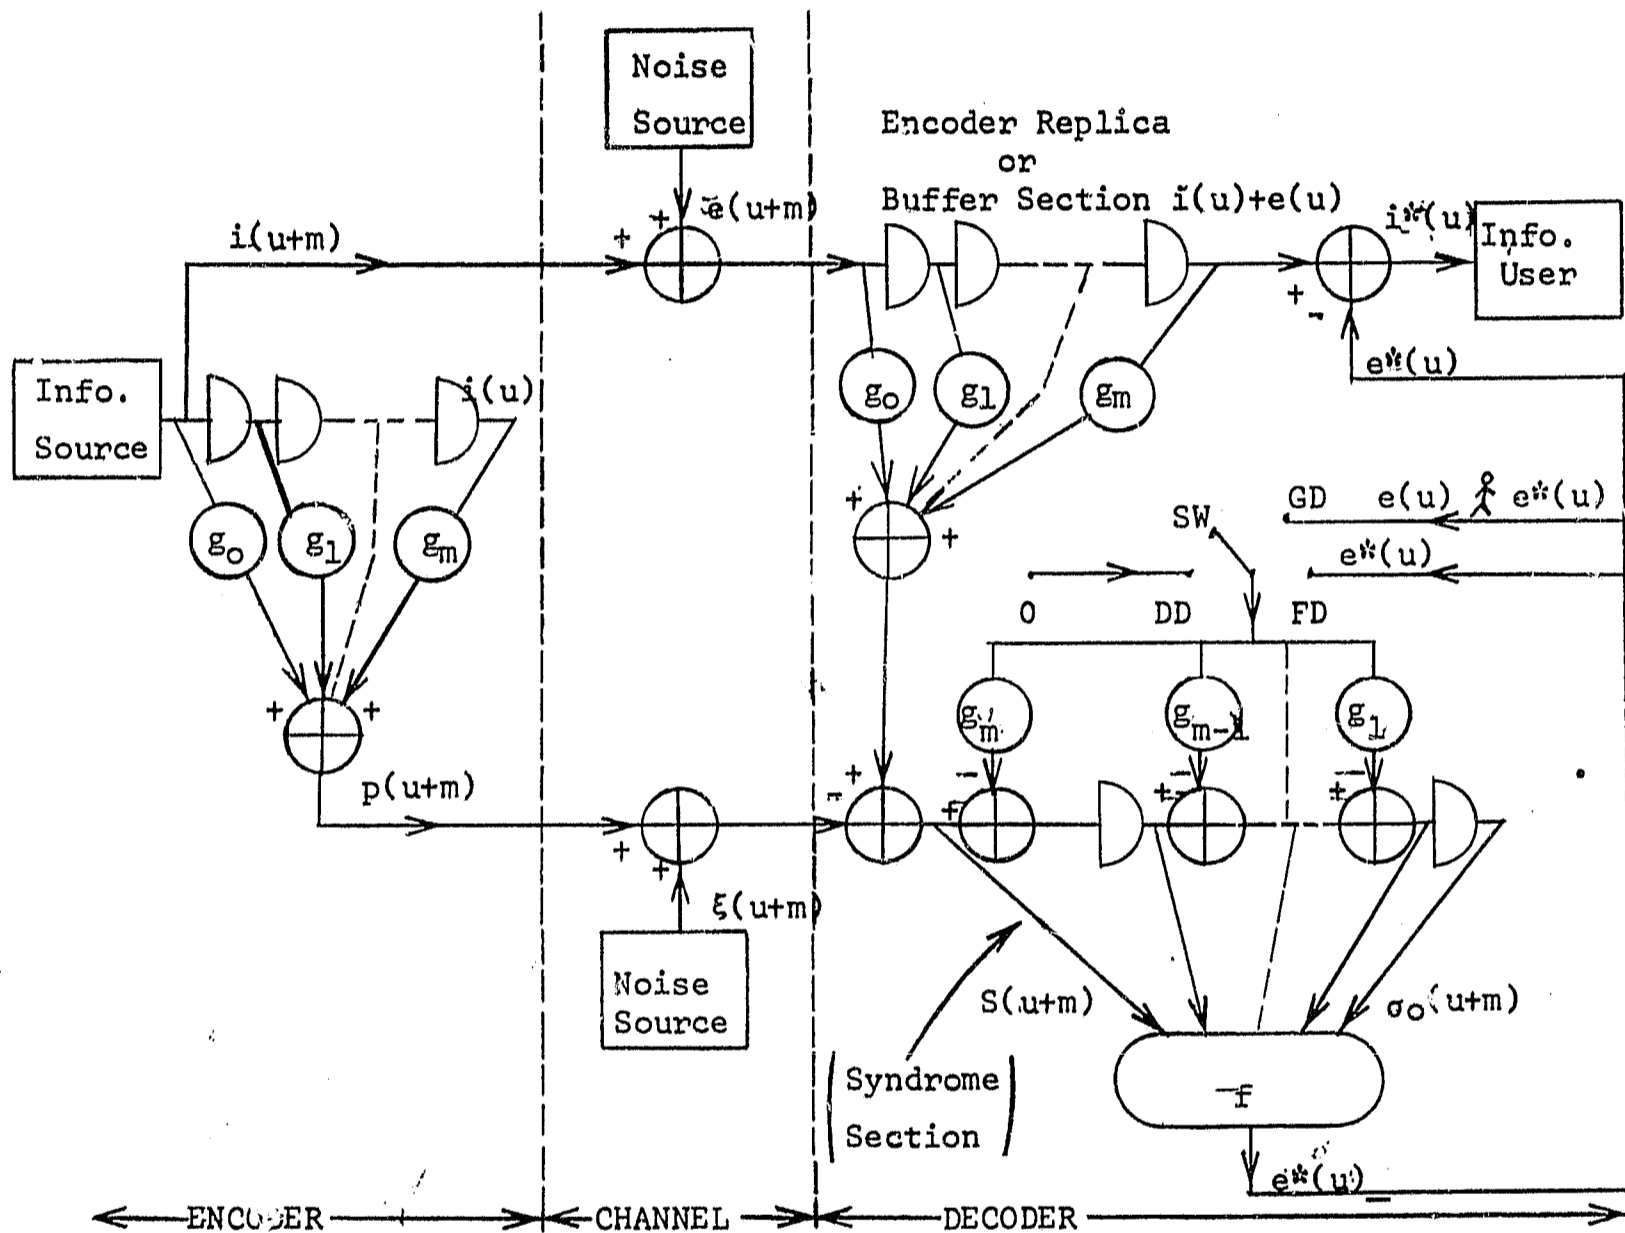 Noise
Source
Encoder Replica
or
Buffer Section i(u)+e(u)
e(u+m)
i(u+m)
i*(u)
Info.
User
e*(u)
Info.
Source
i(u)
g0
g1
gm
g0
g1
gm
GD e(u) e*(u)
SW
e*(u)
0 DD FD
gm
gm-1
g1
p(u+m)
ξ(u+m)
Noise
Source
S(u+m)
σ0(u+m)
Syndrome
Section
-f
e*(u)
ENCODER
CHANNEL
DECODER